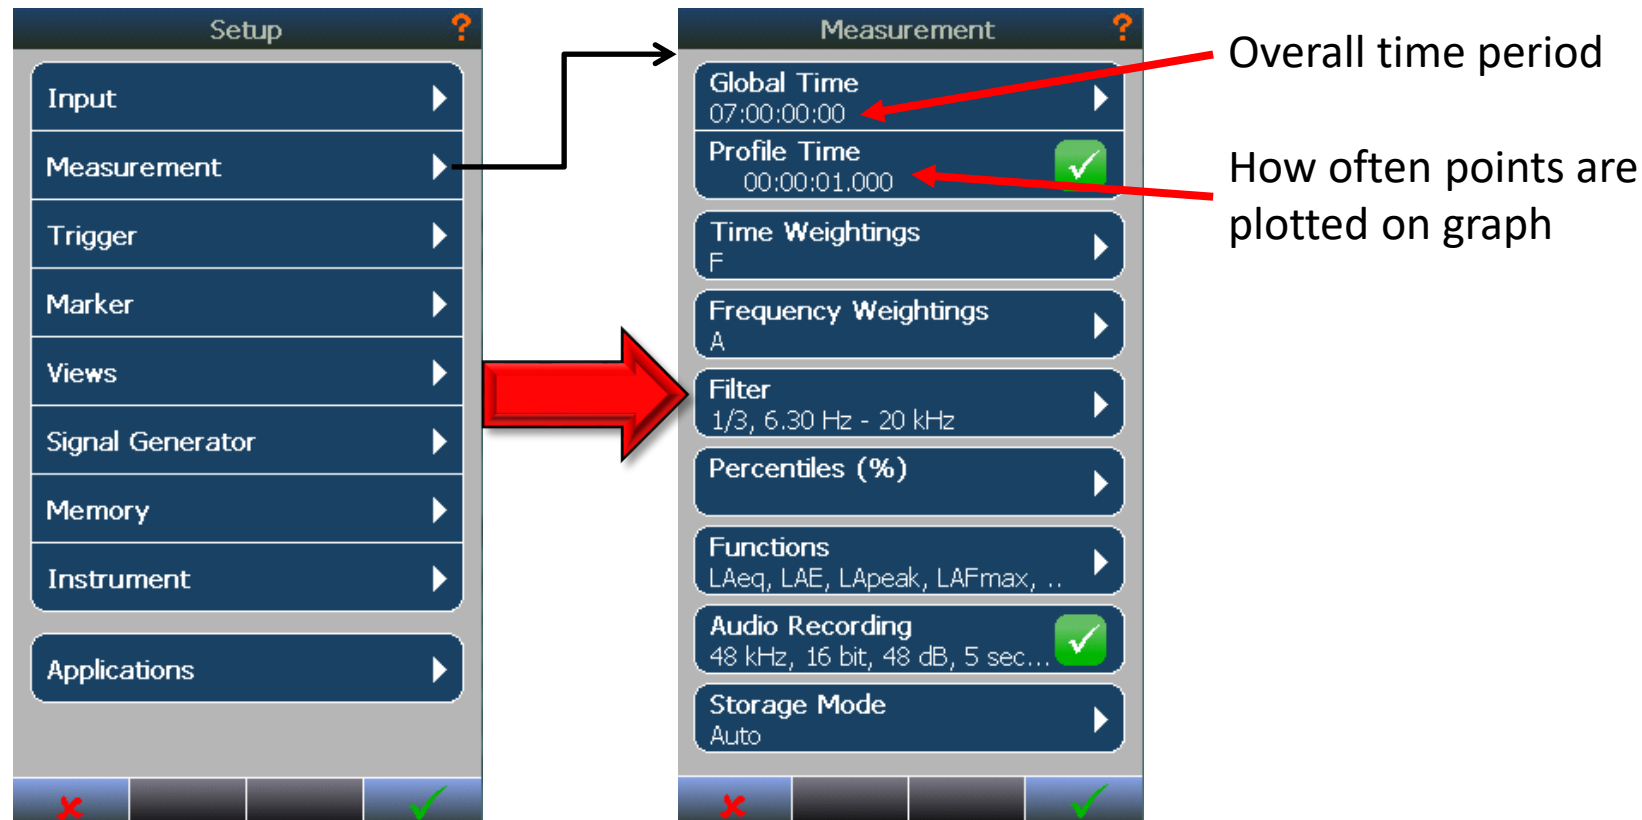 Setup
?
Input
Measurement
Trigger
Marker
Views
Signal Generator
Memory
Instrument
Applications
Measurement
?
Global Time
07:00:00:00
Profile Time
00:00:01.000
Time Weightings
F
Frequency Weightings
A
Filter
1/3, 6.30 Hz - 20 kHz
Percentiles (%)
Functions
LAeq, LAE, LApeak, LAFmax, ..
Audio Recording
48 kHz, 16 bit, 48 dB, 5 sec...
Storage Mode
Auto
Overall time period
How often points are
plotted on graph